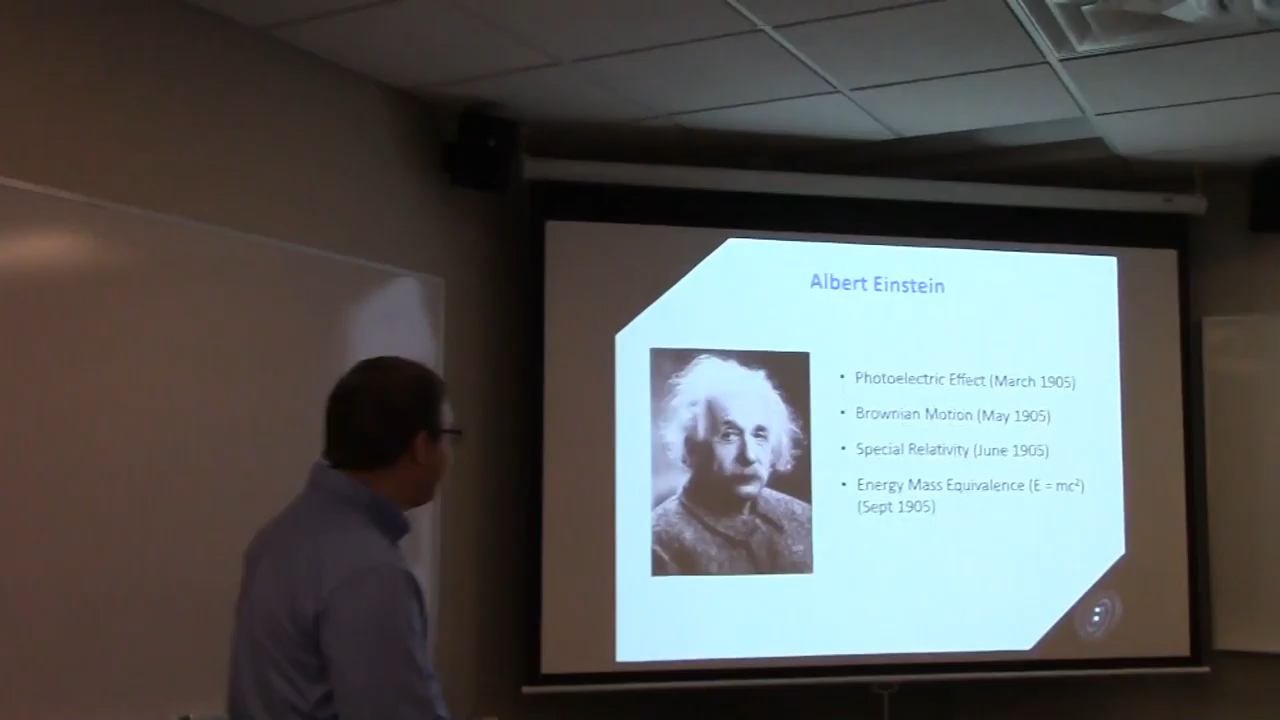 Albert Einstein
• Photoelectric Effect (March 1905)
• Brownian Motion (May 1905)
• Special Relativity (June 1905)
• Energy Mass Equivalence (E = mc²)
(Sept 1905)